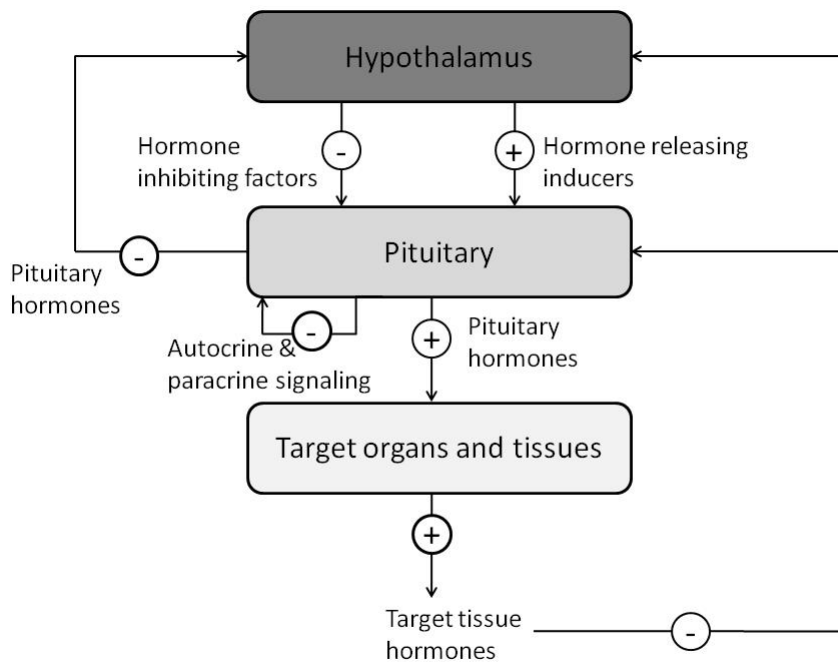 Hypothalamus
Hormone
inhibiting factors
-
+
Hormone releasing
inducers
Pituitary
-
Pituitary
hormones
-
Autocrine &
paracrine signaling
+
Pituitary
hormones
Target organs and tissues
+
Target tissue
hormones
-